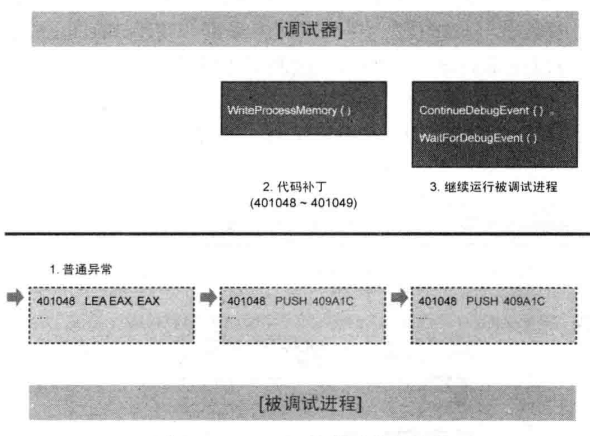 [调试器]
WriteProcessMemory ( )
ContinueDebugEvent ( )
WaitForDebugEvent ( )
2. 代码补丁
(401048 ~ 401049)
3. 继续运行被调试进程
1. 普通异常
401048 LEA EAX, EAX
...
401048 PUSH 409A1C
...
401048 PUSH 409A1C
...
[被调试进程]